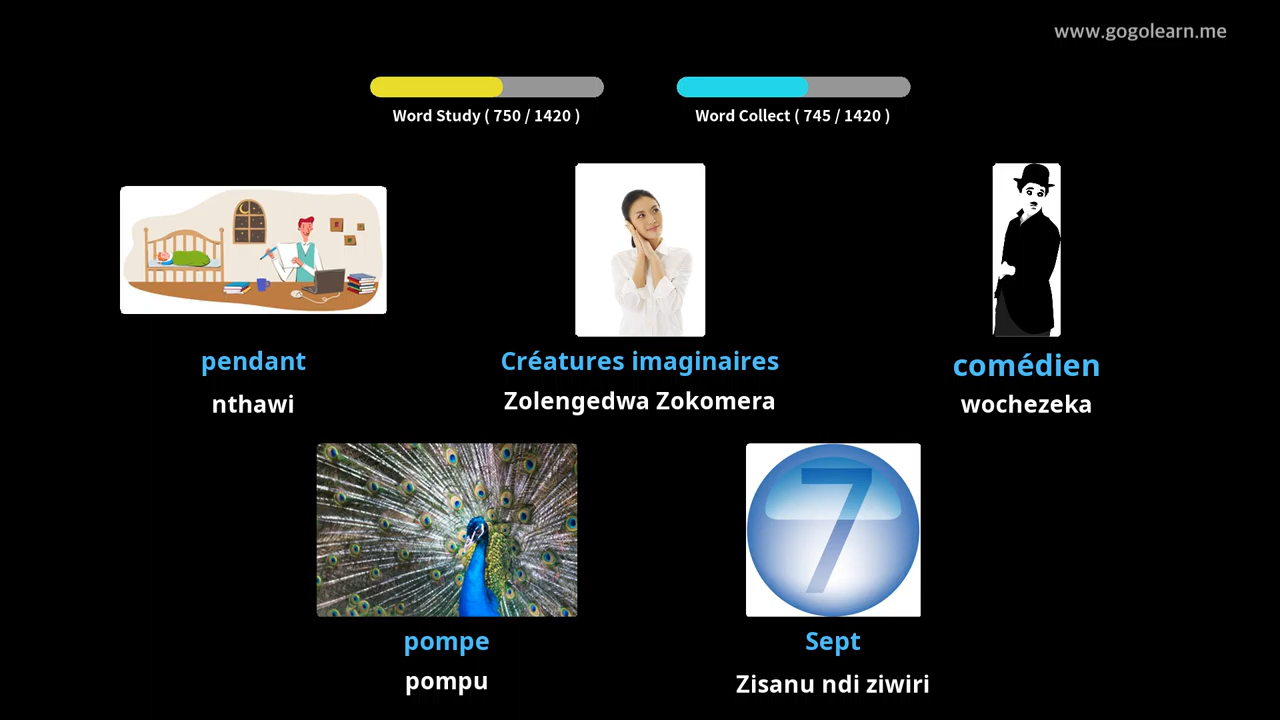 www.gogolearn.me
Word Study ( 750 / 1420 )
Word Collect ( 745 / 1420 )
pendant
nthawi
Créatures imaginaires
Zolengedwa Zokomera
comédien
wochezeka
pompe
pompu
7
Sept
Zisanu ndi ziwiri